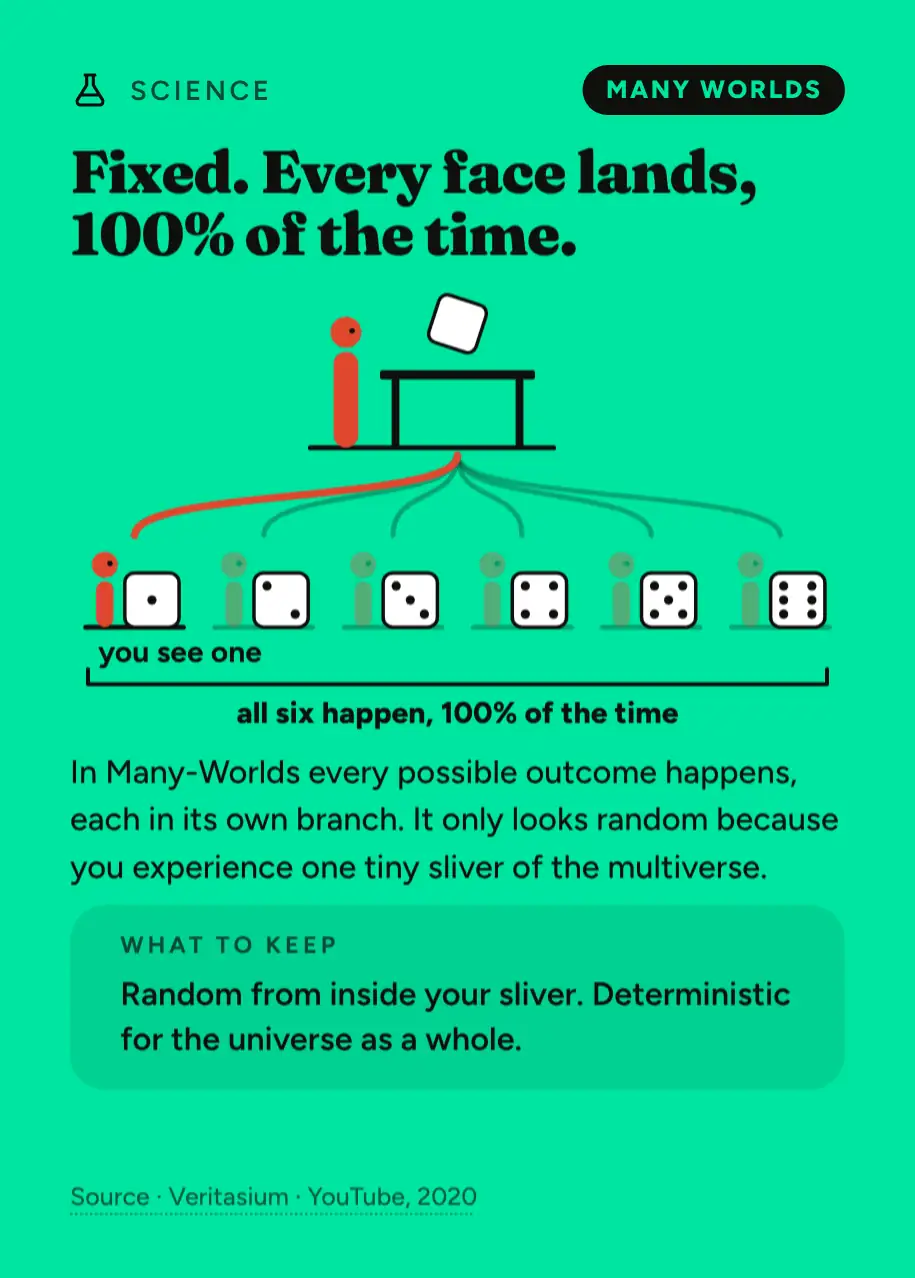 SCIENCE
MANY WORLDS
Fixed. Every face lands,
100% of the time.
you see one
all six happen, 100% of the time
In Many-Worlds every possible outcome happens,
each in its own branch. It only looks random because
you experience one tiny sliver of the multiverse.
WHAT TO KEEP
Random from inside your sliver. Deterministic
for the universe as a whole.
Source · Veritasium · YouTube, 2020